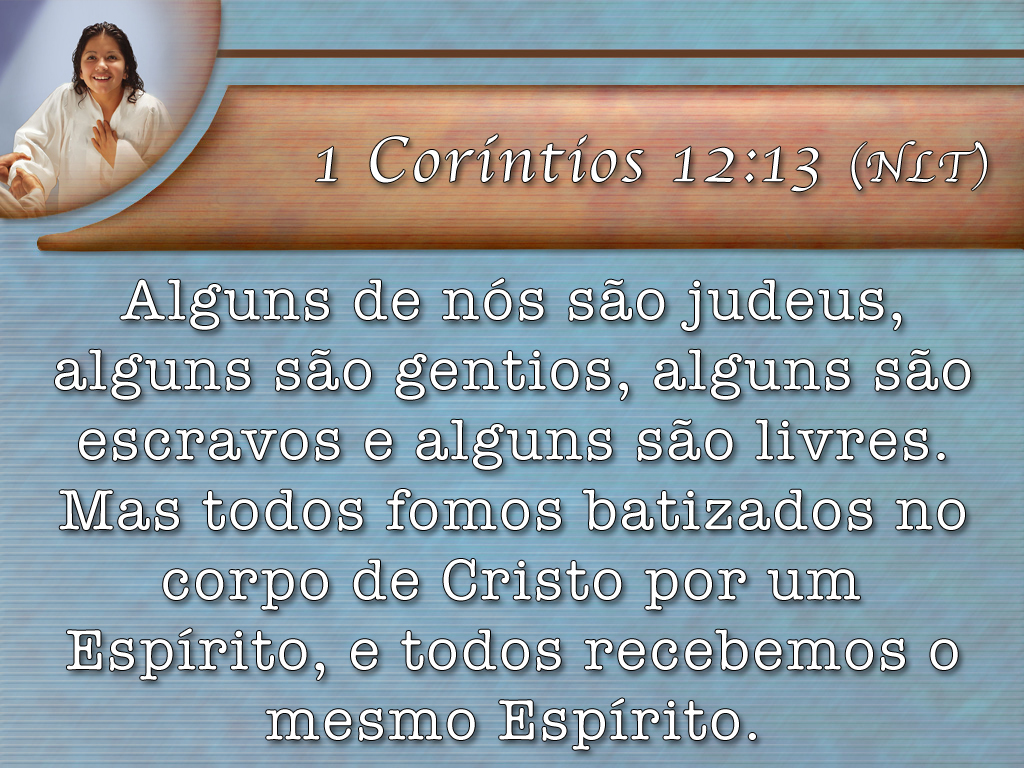 1 Coríntios 12:13 (NLT)
Alguns de nós são judeus,
alguns são gentios, alguns são
escravos e alguns são livres.
Mas todos fomos batizados no
corpo de Cristo por um
Espírito, e todos recebemos o
mesmo Espírito.